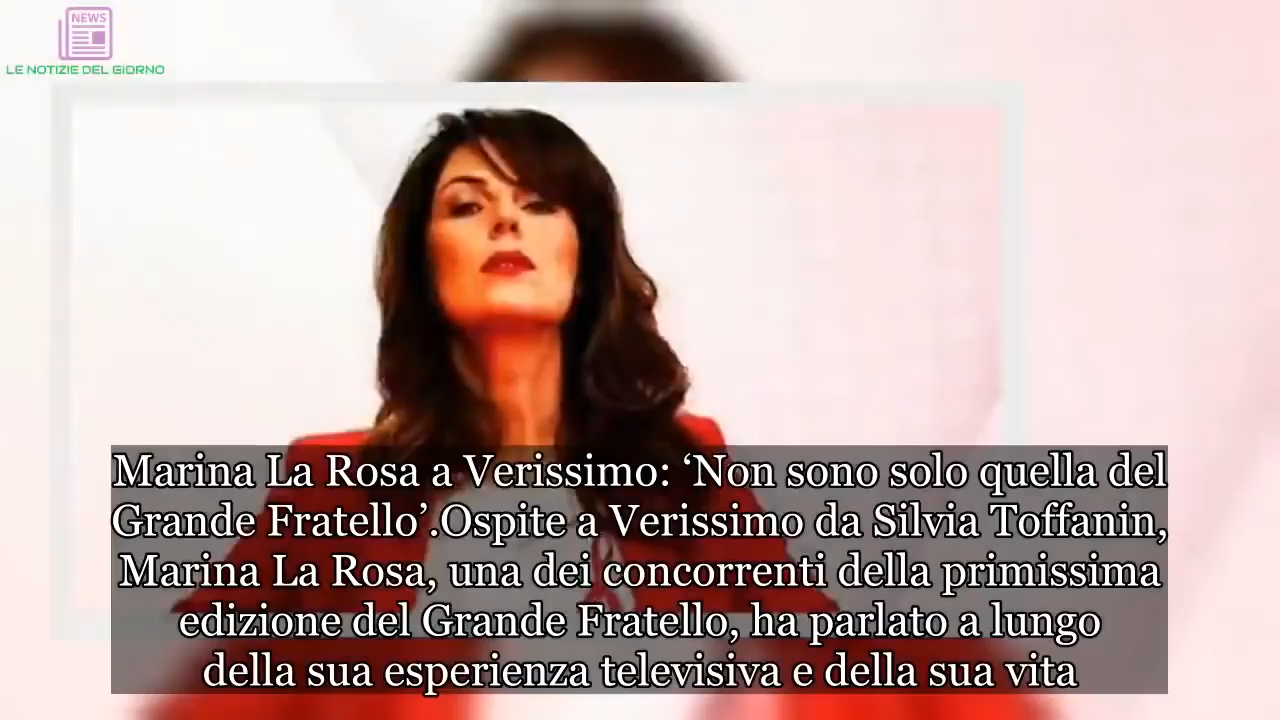 NEWS
LE NOTIZIE DEL GIORNO
Marina La Rosa a Verissimo: ‘Non sono solo quella del
Grande Fratello’.Ospite a Verissimo da Silvia Toffanin,
Marina La Rosa, una dei concorrenti della primissima
edizione del Grande Fratello, ha parlato a lungo
della sua esperienza televisiva e della sua vita